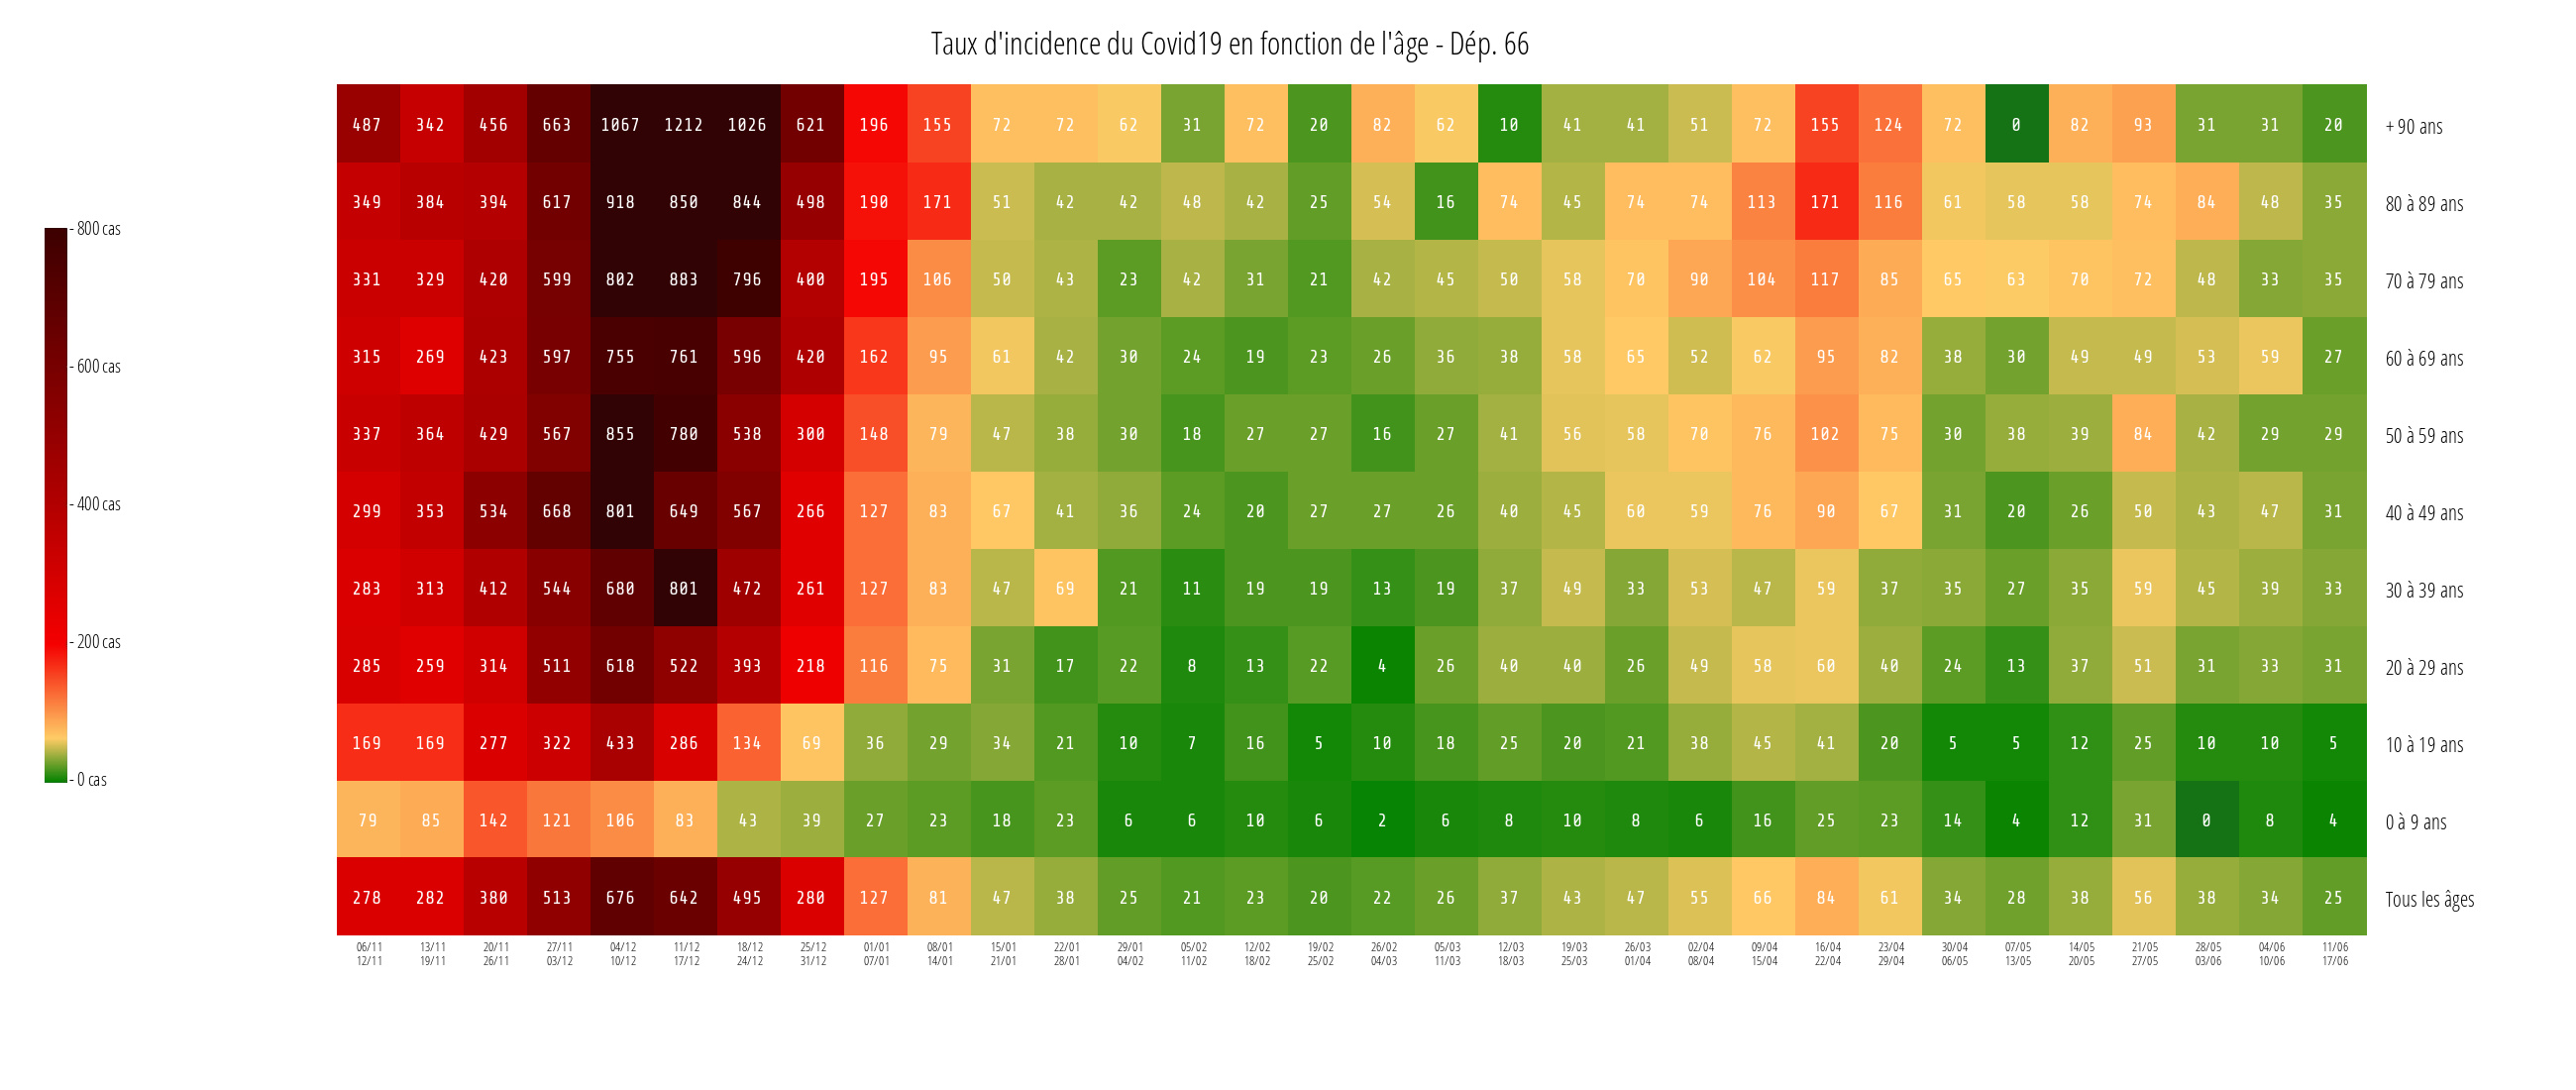 Taux d'incidence du Covid19 en fonction de l'âge - Dép. 66
- 800 cas
- 600 cas
- 400 cas
- 200 cas
- 0 cas
487 342 456 663 1067 1212 1026 621 196 155 72 72 62 31 72 20 82 62 10 41 41 51 72 155 124 72 0 82 93 31 31 20 + 90 ans
349 384 394 617 918 850 844 498 190 171 51 42 42 48 42 25 54 16 74 45 74 74 113 171 116 61 58 58 74 84 48 35 80 à 89 ans
331 329 420 599 802 883 796 400 195 106 50 43 23 42 31 21 42 45 50 58 70 90 104 117 85 65 63 70 72 48 33 35 70 à 79 ans
315 269 423 597 755 761 596 420 162 95 61 42 30 24 19 23 26 36 38 58 65 52 62 95 82 38 30 49 49 53 59 27 60 à 69 ans
337 364 429 567 855 780 538 300 148 79 47 38 30 18 27 27 16 27 41 56 58 70 76 102 75 30 38 39 84 42 29 29 50 à 59 ans
299 353 534 668 801 649 567 266 127 83 67 41 36 24 20 27 27 26 40 45 60 59 76 90 67 31 20 26 50 43 47 31 40 à 49 ans
283 313 412 544 680 801 472 261 127 83 47 69 21 11 19 19 13 19 37 49 33 53 47 59 37 35 27 35 59 45 39 33 30 à 39 ans
285 259 314 511 618 522 393 218 116 75 31 17 22 8 13 22 4 26 40 40 26 49 58 60 40 24 13 37 51 31 33 31 20 à 29 ans
169 169 277 322 433 286 134 69 36 29 34 21 10 7 16 5 10 18 25 20 21 38 45 41 20 5 5 12 25 10 10 5 10 à 19 ans
79 85 142 121 106 83 43 39 27 23 18 23 6 6 10 6 2 6 8 10 8 6 16 25 23 14 4 12 31 0 8 4 0 à 9 ans
278 282 380 513 676 642 495 280 127 81 47 38 25 21 23 20 22 26 37 43 47 55 66 84 61 34 28 38 56 38 34 25 Tous les âges
06/11 13/11 20/11 27/11 04/12 11/12 18/12 25/12 01/01 08/01 15/01 22/01 29/01 05/02 12/02 19/02 26/02 05/03 12/03 19/03 26/03 02/04 09/04 16/04 23/04 30/04 07/05 14/05 21/05 28/05 04/06 11/06
12/11 19/11 26/11 03/12 10/12 17/12 24/12 31/12 07/01 14/01 21/01 28/01 04/02 11/02 18/02 25/02 04/03 11/03 18/03 25/03 01/04 08/04 15/04 22/04 29/04 06/05 13/05 20/05 27/05 03/06 10/06 17/06